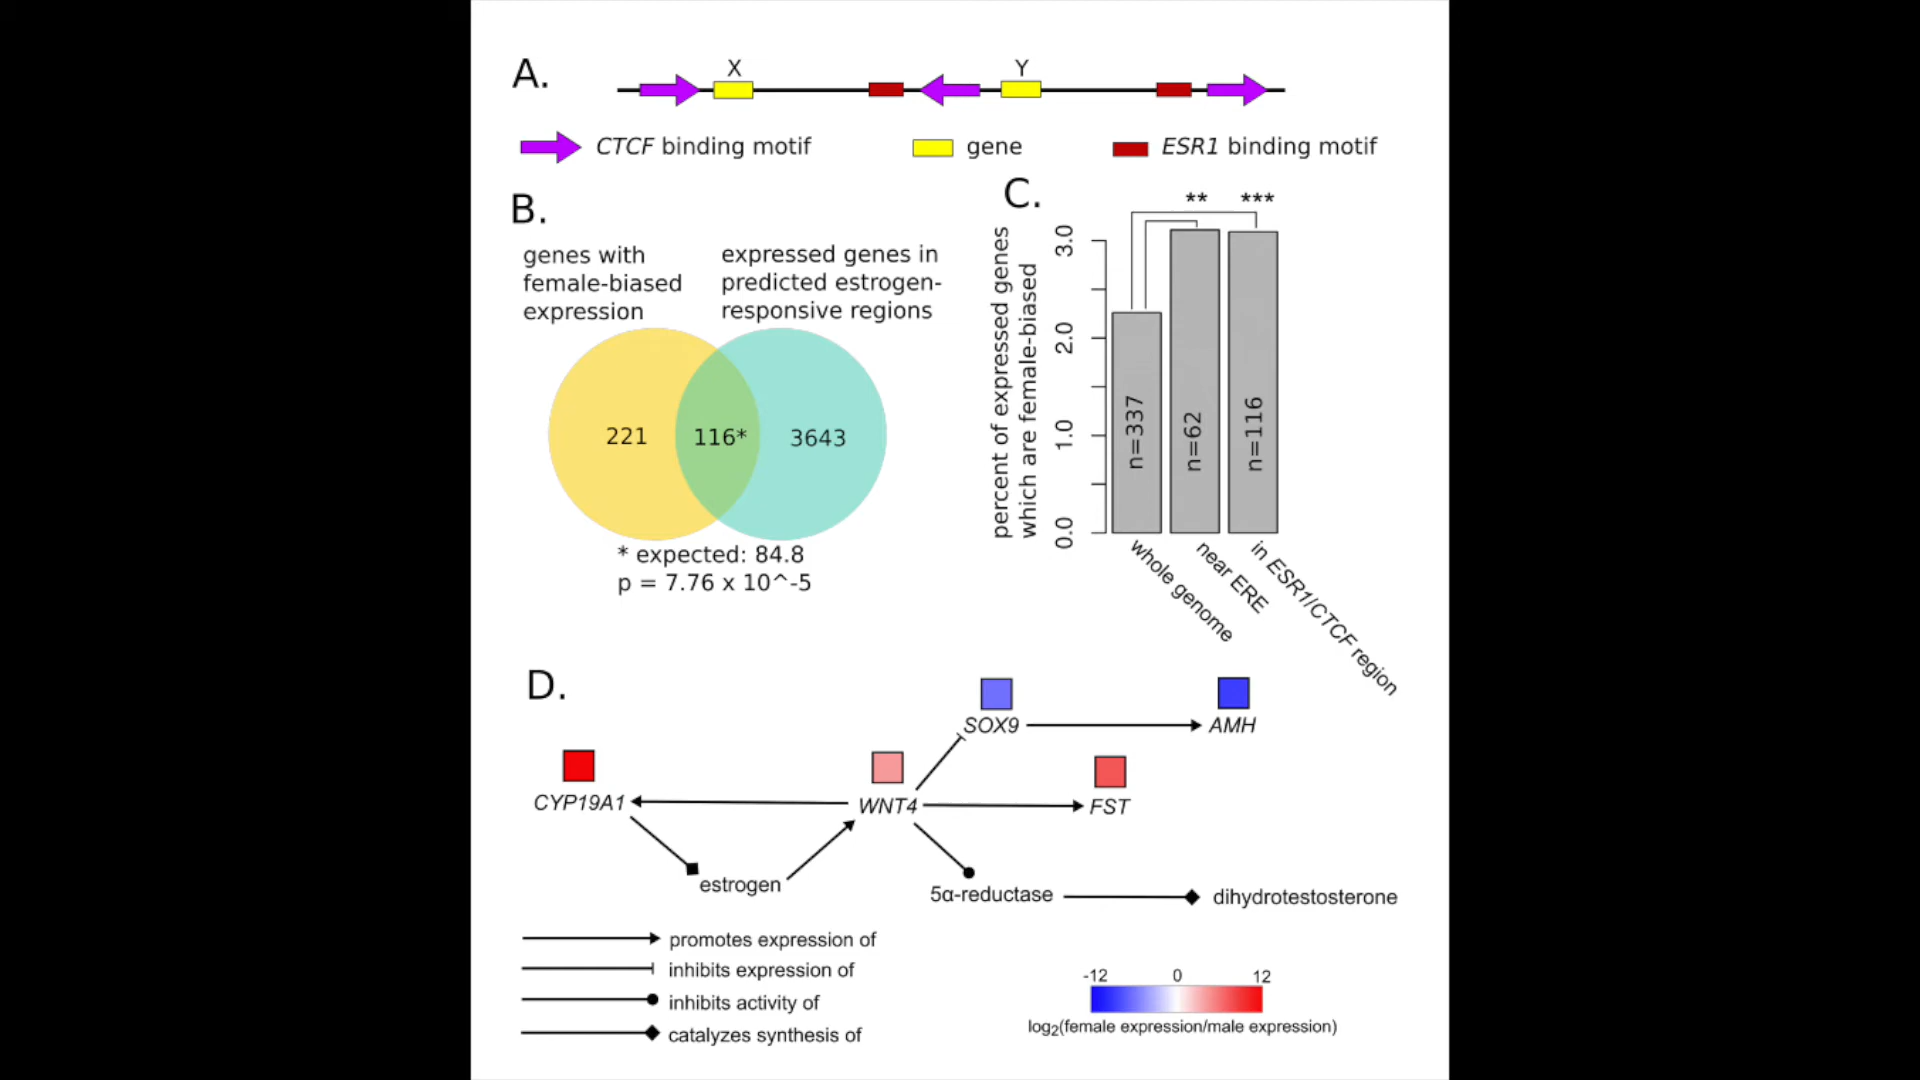 A.
X
Y
CTCF binding motif
gene
ESR1 binding motif
B.
genes with
female-biased
expression
expressed genes in
predicted estrogen-
responsive regions
221
116*
3643
* expected: 84.8
p = 7.76 x 10^-5
C.
**
***
percent of expressed genes
which are female-biased
3.0
2.0
1.0
0.0
n=337
n=62
n=116
whole genome
near ERE
in ESR1/CTCF region
D.
SOX9
AMH
CYP19A1
WNT4
FST
estrogen
5α-reductase
dihydrotestosterone
promotes expression of
inhibits expression of
inhibits activity of
catalyzes synthesis of
-12
0
12
log₂(female expression/male expression)